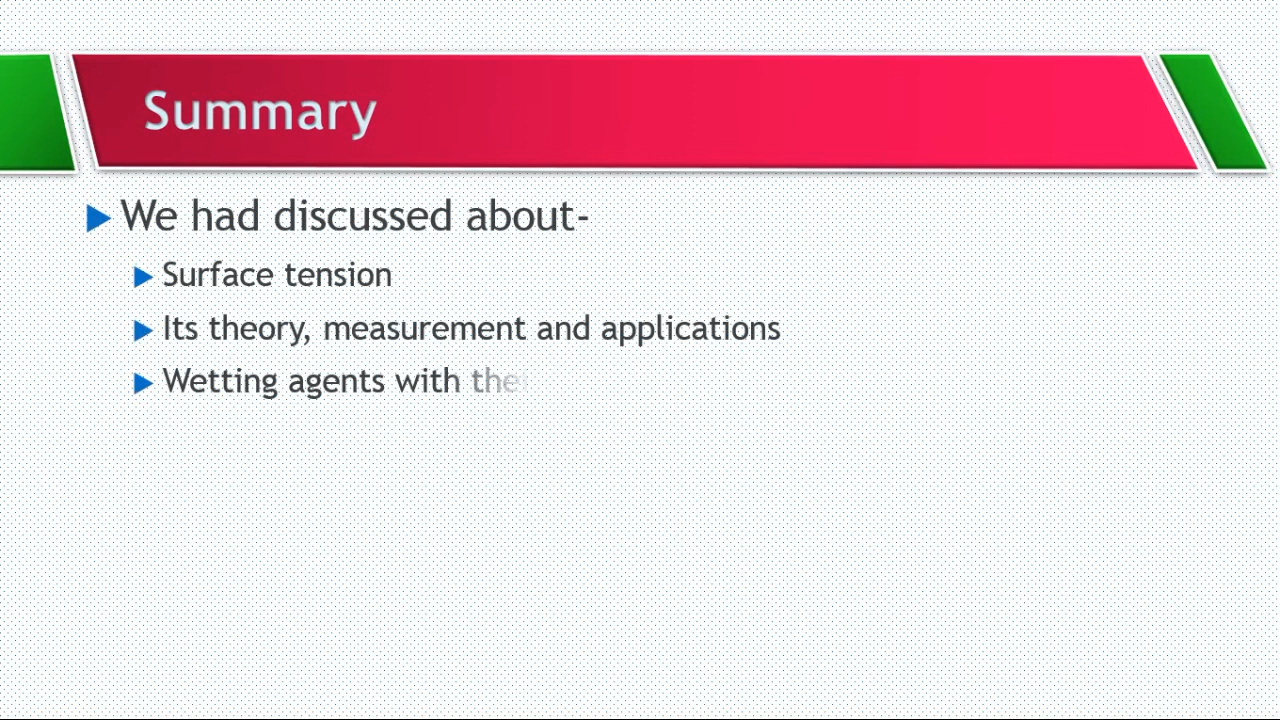 Summary
We had discussed about-
Surface tension
Its theory, measurement and applications
Wetting agents with